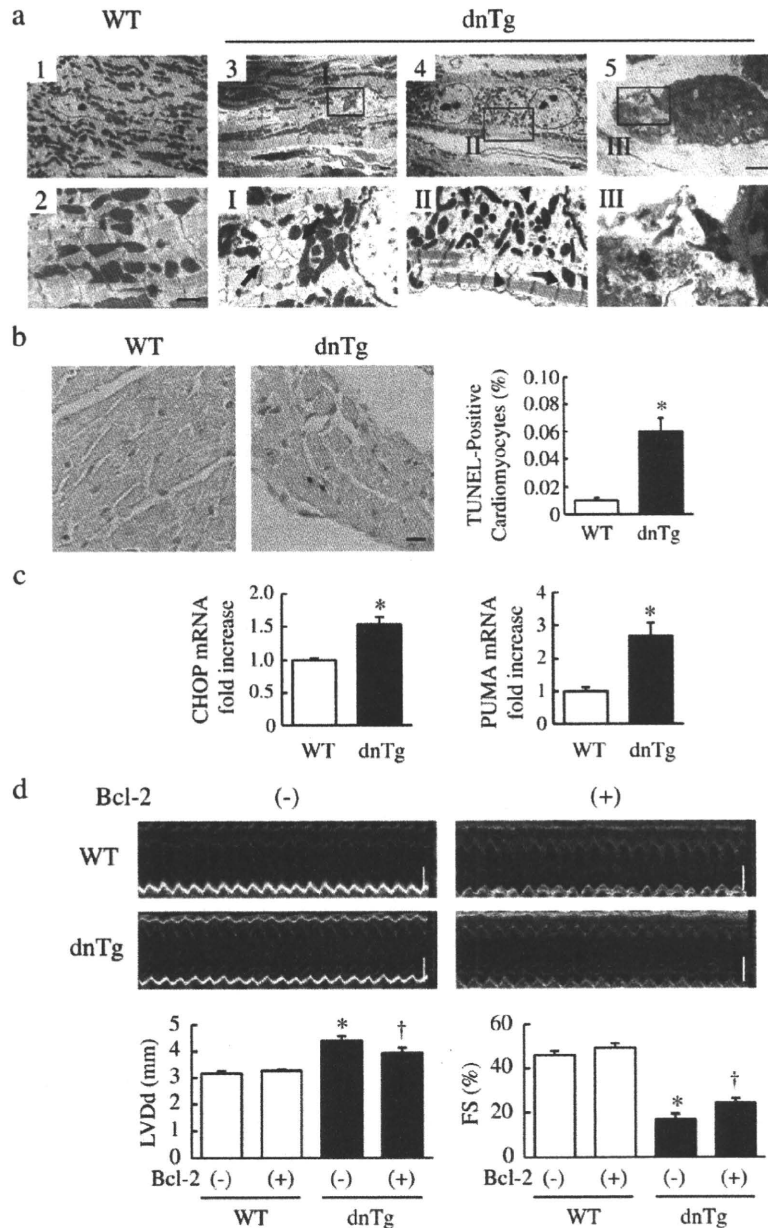 a
WT
dnTg
1
3
I
4
II
5
III
2
I
II
III
b
WT
dnTg
TUNEL-Positive
Cardiomyocytes (%)
0.10
0.08
0.06
0.04
0.02
0
*
WT
dnTg
c
CHOP mRNA
fold increase
2.0
1.5
1.0
0.5
0
*
WT
dnTg
PUMA mRNA
fold increase
4
3
2
1
0
*
WT
dnTg
d
Bcl-2
(-)
(+)
WT
dnTg
LVDd (mm)
5
4
3
2
1
0
*
†
Bcl-2 (-) (+) (-) (+)
WT
dnTg
FS (%)
60
40
20
0
*
†
Bcl-2 (-) (+) (-) (+)
WT
dnTg